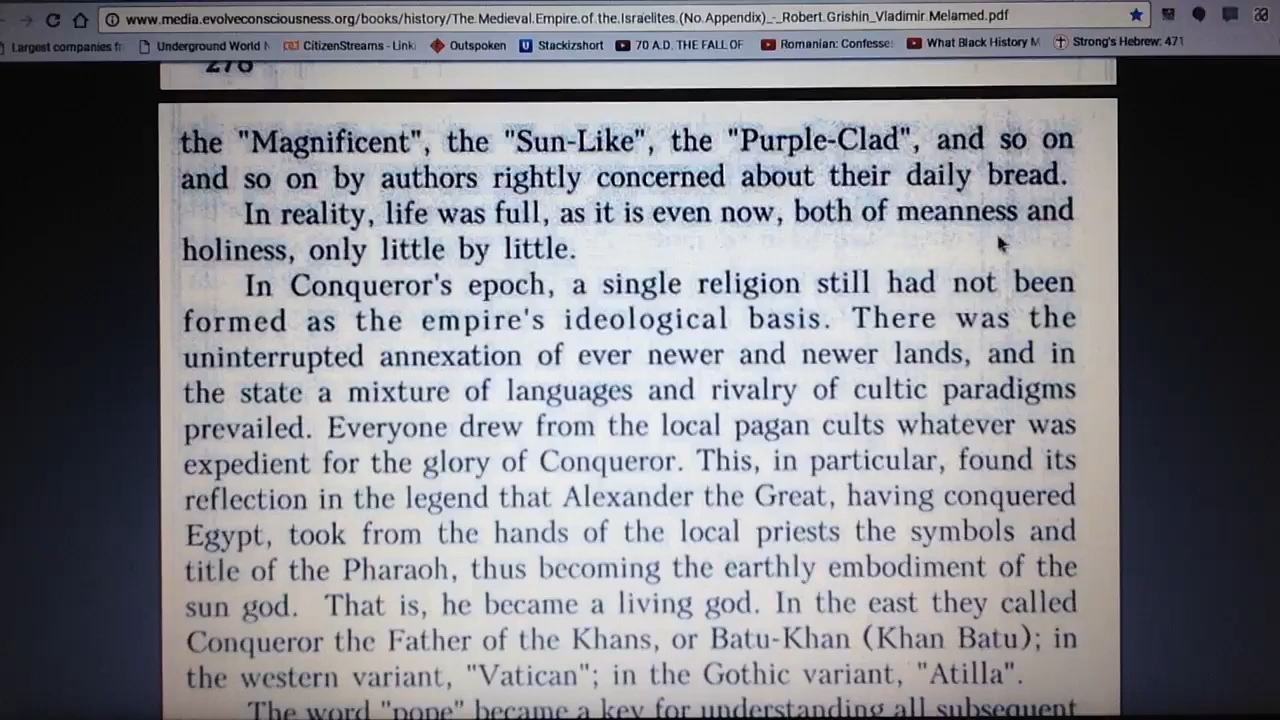 www.media.evolveconsciousness.org/books/history/The.Medieval.Empire.of.the.Israelites.(No.Appendix)_-_Robert.Grishin_Vladimir.Melamed.pdf
Largest companies fr Underground World N CitizenStreams - Link Outspoken Stackizshort 70 A.D. THE FALL OF Romanian: Confesse: What Black History M Strong's Hebrew: 471
276
the "Magnificent", the "Sun-Like", the "Purple-Clad", and so on
and so on by authors rightly concerned about their daily bread.
In reality, life was full, as it is even now, both of meanness and
holiness, only little by little.
In Conqueror's epoch, a single religion still had not been
formed as the empire's ideological basis. There was the
uninterrupted annexation of ever newer and newer lands, and in
the state a mixture of languages and rivalry of cultic paradigms
prevailed. Everyone drew from the local pagan cults whatever was
expedient for the glory of Conqueror. This, in particular, found its
reflection in the legend that Alexander the Great, having conquered
Egypt, took from the hands of the local priests the symbols and
title of the Pharaoh, thus becoming the earthly embodiment of the
sun god. That is, he became a living god. In the east they called
Conqueror the Father of the Khans, or Batu-Khan (Khan Batu); in
the western variant, "Vatican"; in the Gothic variant, "Atilla".
The word "pope" became a key for understanding all subsequent